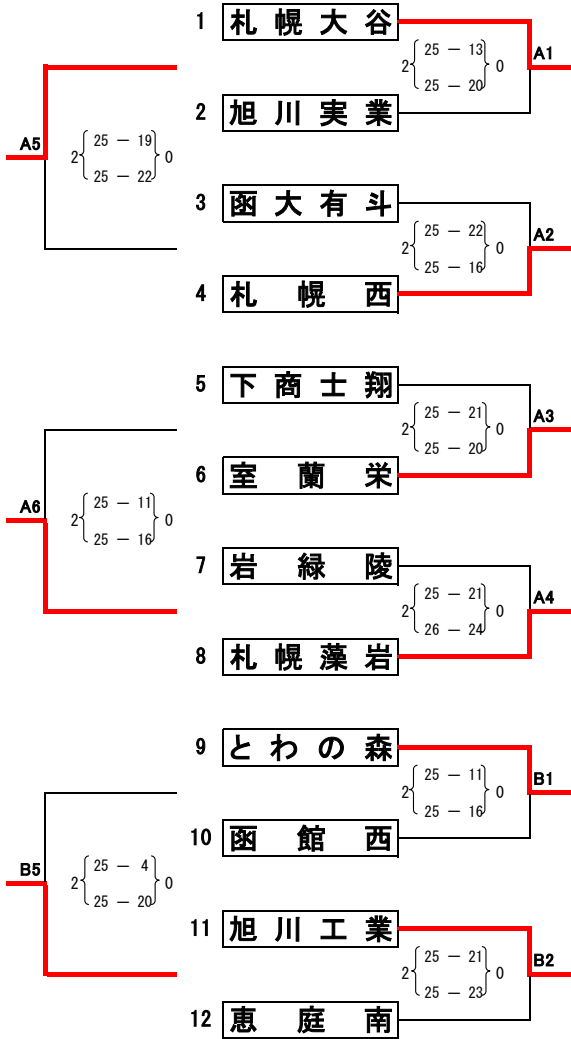 1 札幌大谷
A1
25 － 13
2 0
25 － 20
2 旭川実業
A5
25 － 19
2 0
25 － 22
3 函大有斗
A2
25 － 22
2 0
25 － 16
4 札幌西
5 下商士翔
A3
25 － 21
2 0
25 － 20
6 室蘭栄
A6
25 － 11
2 0
25 － 16
7 岩緑陵
A4
25 － 21
2 0
26 － 24
8 札幌藻岩
9 とわの森
B1
25 － 11
2 0
25 － 16
10 函館西
B5
25 － 4
2 0
25 － 20
11 旭川工業
B2
25 － 21
2 0
25 － 23
12 恵庭南